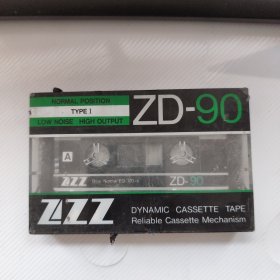 NORMAL POSITION
TYPE I
LOW NOISE HIGH OUTPUT
ZD-90
A
ZZZ
ZD-90
ZZZ
DYNAMIC CASSETTE TAPE
Reliable Cassette Mechanism